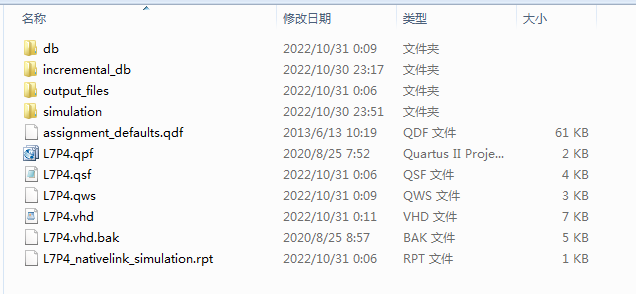 名称 修改日期 类型 大小
db 2022/10/31 0:09 文件夹
incremental_db 2022/10/30 23:17 文件夹
output_files 2022/10/31 0:06 文件夹
simulation 2022/10/30 23:51 文件夹
assignment_defaults.qdf 2013/6/13 10:19 QDF 文件 61 KB
L7P4.qpf 2020/8/25 7:52 Quartus II Proje... 2 KB
L7P4.qsf 2022/10/31 0:06 QSF 文件 4 KB
L7P4.qws 2022/10/31 0:09 QWS 文件 3 KB
L7P4.vhd 2022/10/31 0:11 VHD 文件 7 KB
L7P4.vhd.bak 2020/8/25 8:57 BAK 文件 5 KB
L7P4_nativelink_simulation.rpt 2022/10/31 0:06 RPT 文件 1 KB